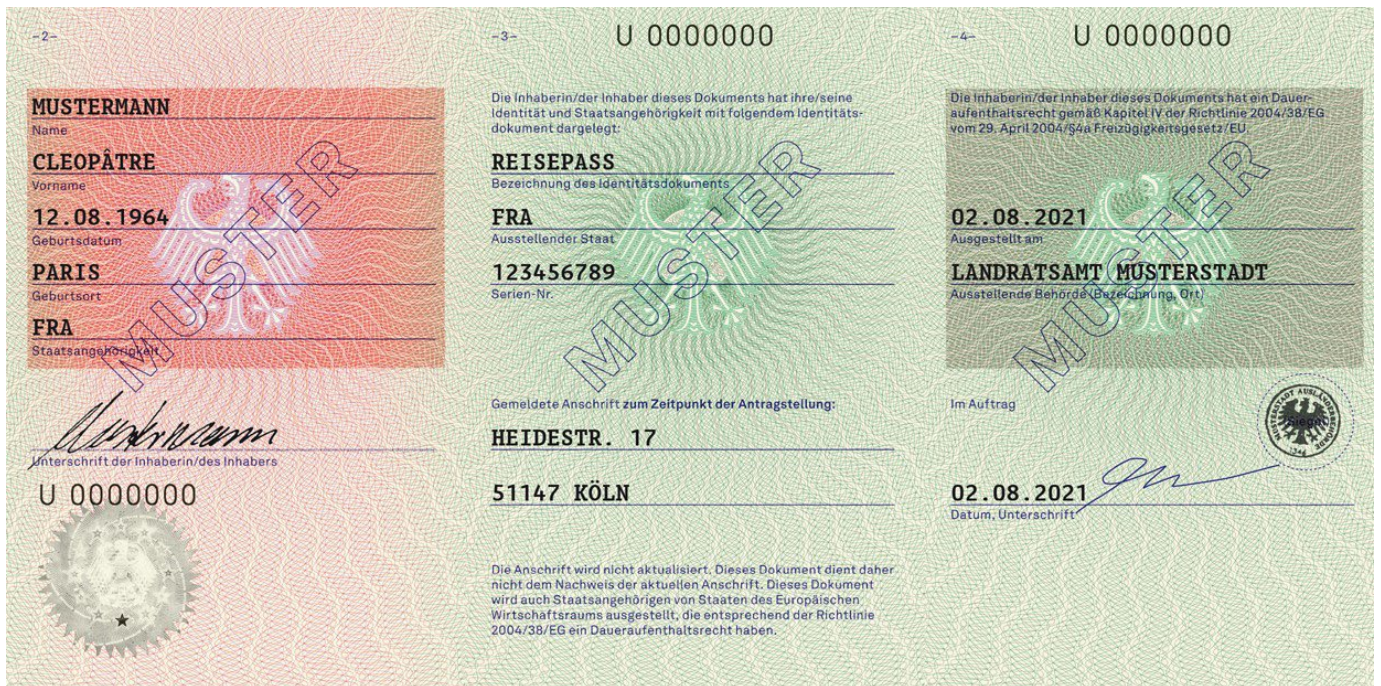 -2-
MUSTERMANN
Name
CLEOPÂTRE
Vorname
12.08.1964
Geburtsdatum
PARIS
Geburtsort
FRA
Staatsangehörigkeit
MUSTER
Mustermann
Unterschrift der Inhaberin/des Inhabers
U 0000000
-3-
U 0000000
Die Inhaberin/der Inhaber dieses Dokuments hat ihre/seine
Identität und Staatsangehörigkeit mit folgendem Identitäts-
dokument dargelegt:
REISEPASS
Bezeichnung des Identitätsdokuments
FRA
Ausstellender Staat
123456789
Serien-Nr.
MUSTER
Gemeldete Anschrift zum Zeitpunkt der Antragstellung:
HEIDESTR. 17
51147 KÖLN
Die Anschrift wird nicht aktualisiert. Dieses Dokument dient daher
nicht dem Nachweis der aktuellen Anschrift. Dieses Dokument
wird auch Staatsangehörigen von Staaten des Europäischen
Wirtschaftsraums ausgestellt, die entsprechend der Richtlinie
2004/38/EG ein Daueraufenthaltsrecht haben.
-4-
U 0000000
Die Inhaberin/der Inhaber dieses Dokuments hat ein Dauer-
aufenthaltsrecht gemäß Kapitel IV der Richtlinie 2004/38/EG
vom 29. April 2004/§4a Freizügigkeitsgesetz/EU.
02.08.2021
Ausgestellt am
LANDRATSAMT MUSTERSTADT
Ausstellende Behörde (Bezeichnung, Ort)
MUSTER
Im Auftrag
MUSTERSTADT AUSLÄNDERBEHÖRDE
Siegel
02.08.2021
Datum, Unterschrift